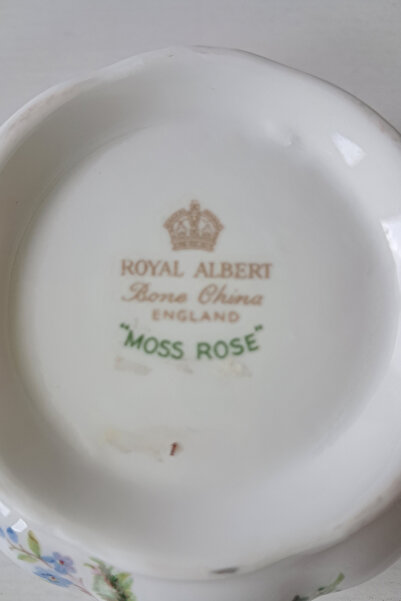 ROYAL ALBERT
Bone China
ENGLAND
"MOSS ROSE"